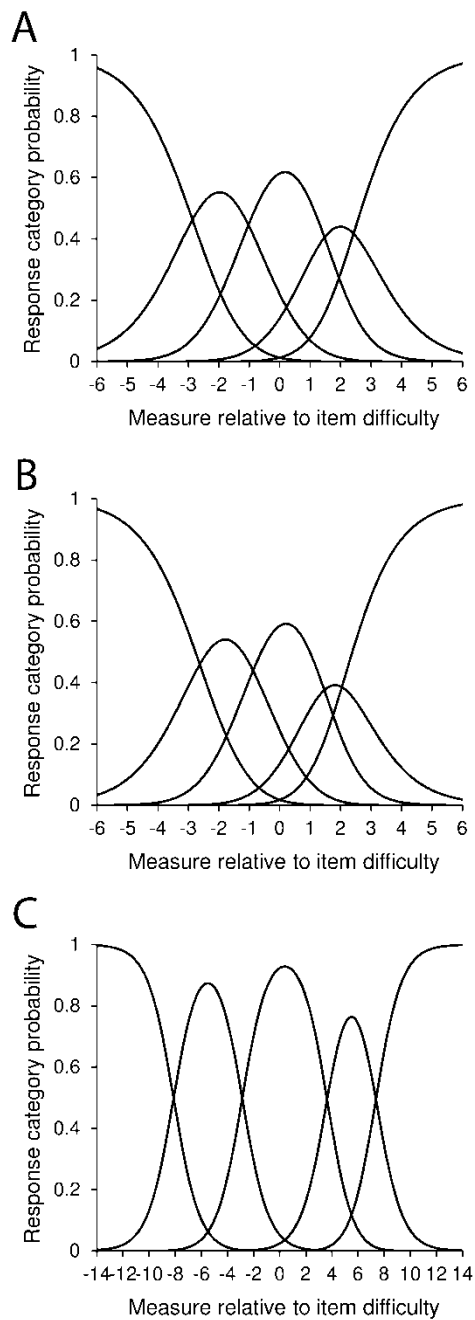 A
Response category probability
1
0.8
0.6
0.4
0.2
0
-6 -5 -4 -3 -2 -1 0 1 2 3 4 5 6
Measure relative to item difficulty
B
Response category probability
1
0.8
0.6
0.4
0.2
0
-6 -5 -4 -3 -2 -1 0 1 2 3 4 5 6
Measure relative to item difficulty
C
Response category probability
1
0.8
0.6
0.4
0.2
0
-14 -12 -10 -8 -6 -4 -2 0 2 4 6 8 10 12 14
Measure relative to item difficulty